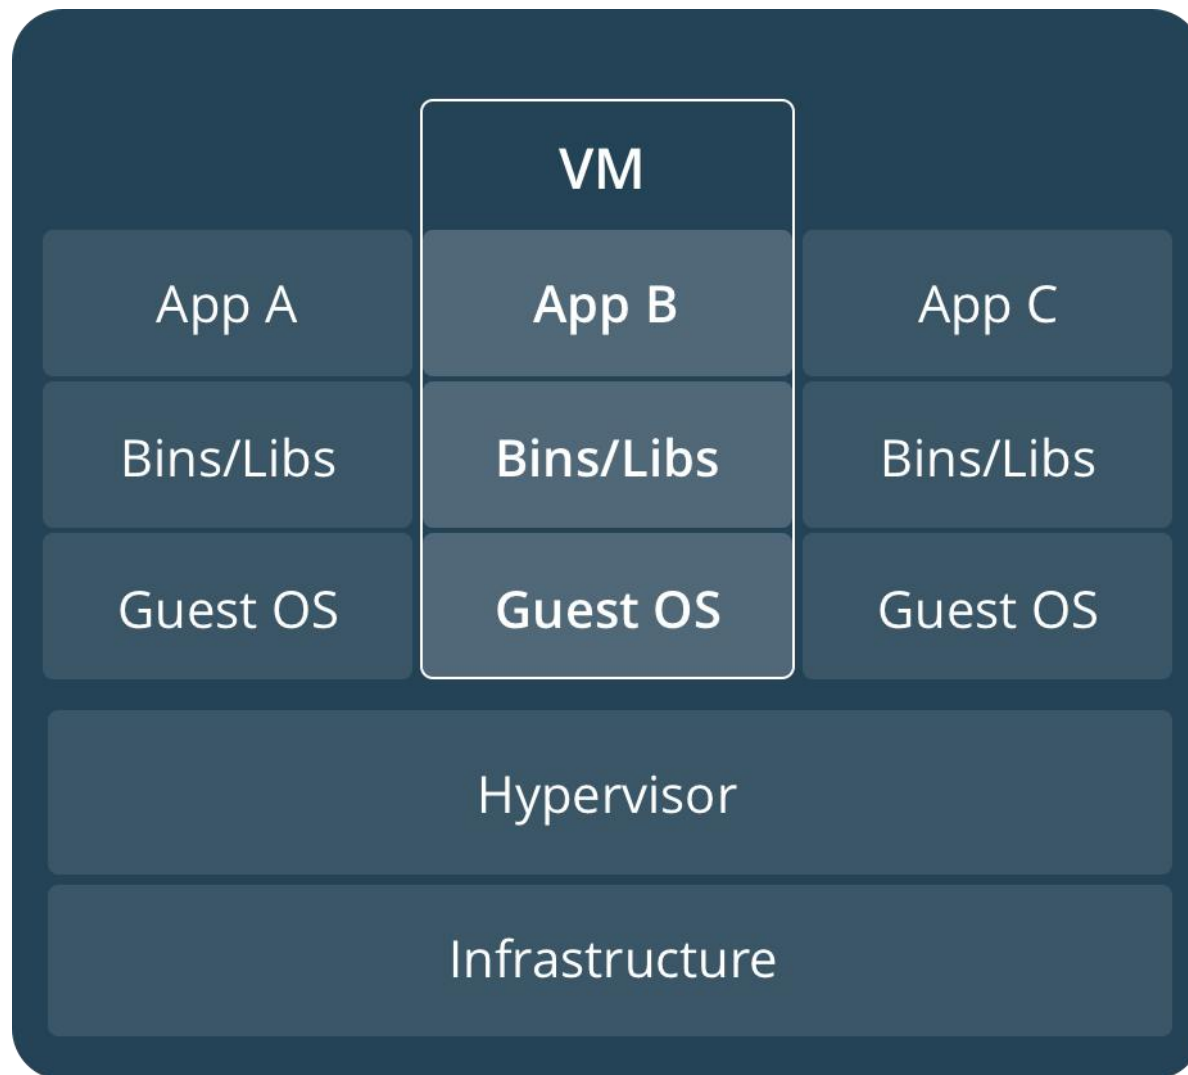 VM
App A
App B
App C
Bins/Libs
Bins/Libs
Bins/Libs
Guest OS
Guest OS
Guest OS
Hypervisor
Infrastructure